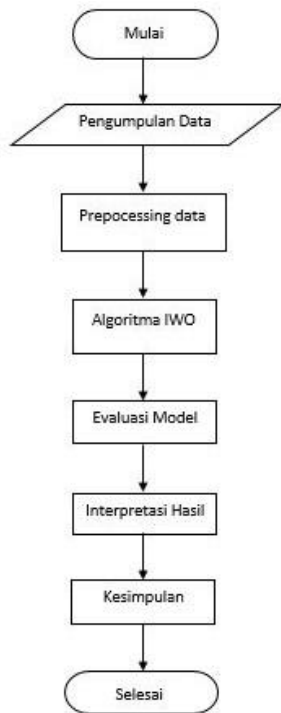 Mulai
Pengumpulan Data
Prepocessing data
Algoritma IWO
Evaluasi Model
Interpretasi Hasil
Kesimpulan
Selesai